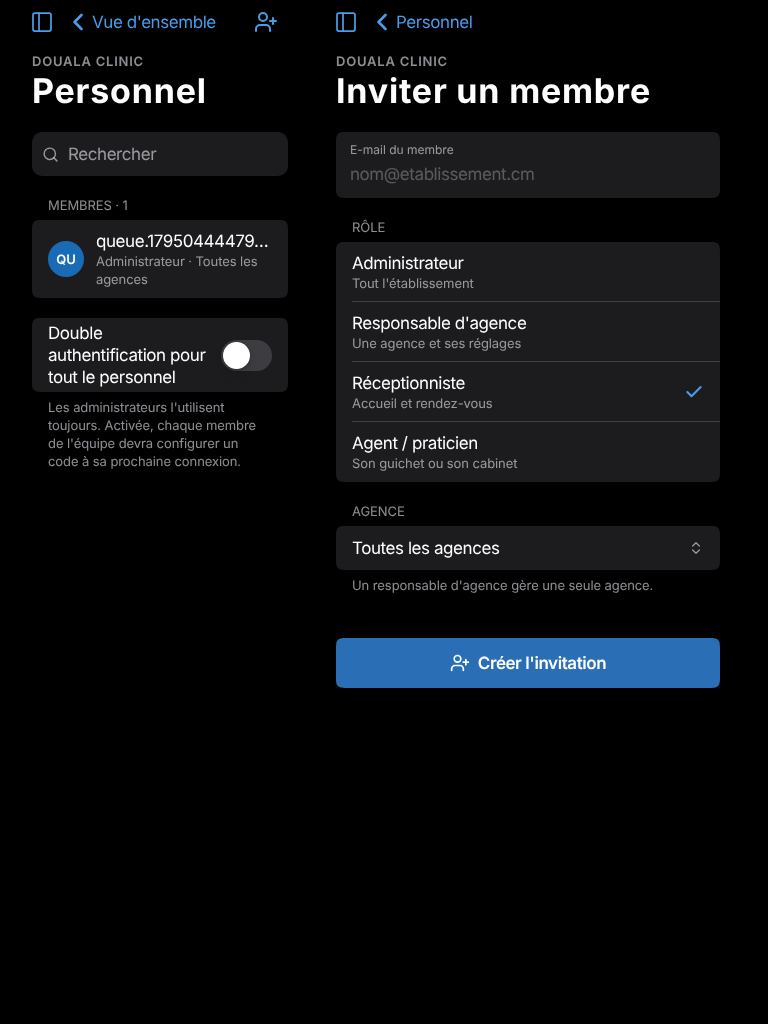 Vue d'ensemble
DOUALA CLINIC
Personnel
Rechercher
MEMBRES · 1
QU
queue.17950444479...
Administrateur · Toutes les
agences
Double
authentification pour
tout le personnel
Les administrateurs l'utilisent
toujours. Activée, chaque membre
de l'équipe devra configurer un
code à sa prochaine connexion.
Personnel
DOUALA CLINIC
Inviter un membre
E-mail du membre
nom@etablissement.cm
RÔLE
Administrateur
Tout l'établissement
Responsable d'agence
Une agence et ses réglages
Réceptionniste
Accueil et rendez-vous
Agent / praticien
Son guichet ou son cabinet
AGENCE
Toutes les agences
Un responsable d'agence gère une seule agence.
Créer l'invitation